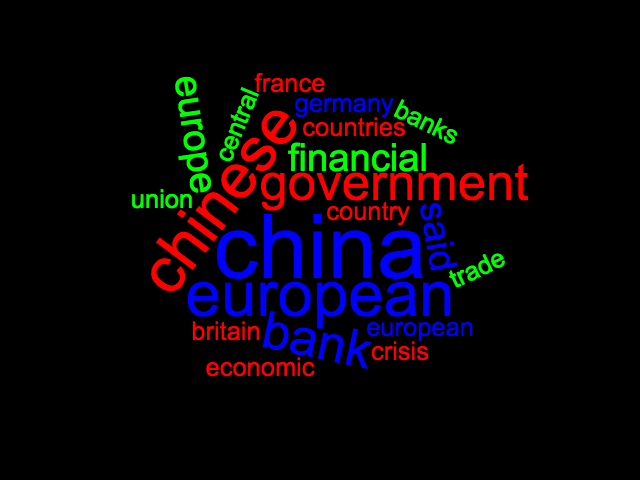 france
germany
banks
central
europe
countries
chinese
financial
government
union
country
said
china
trade
european
bank
european
britain
crisis
economic